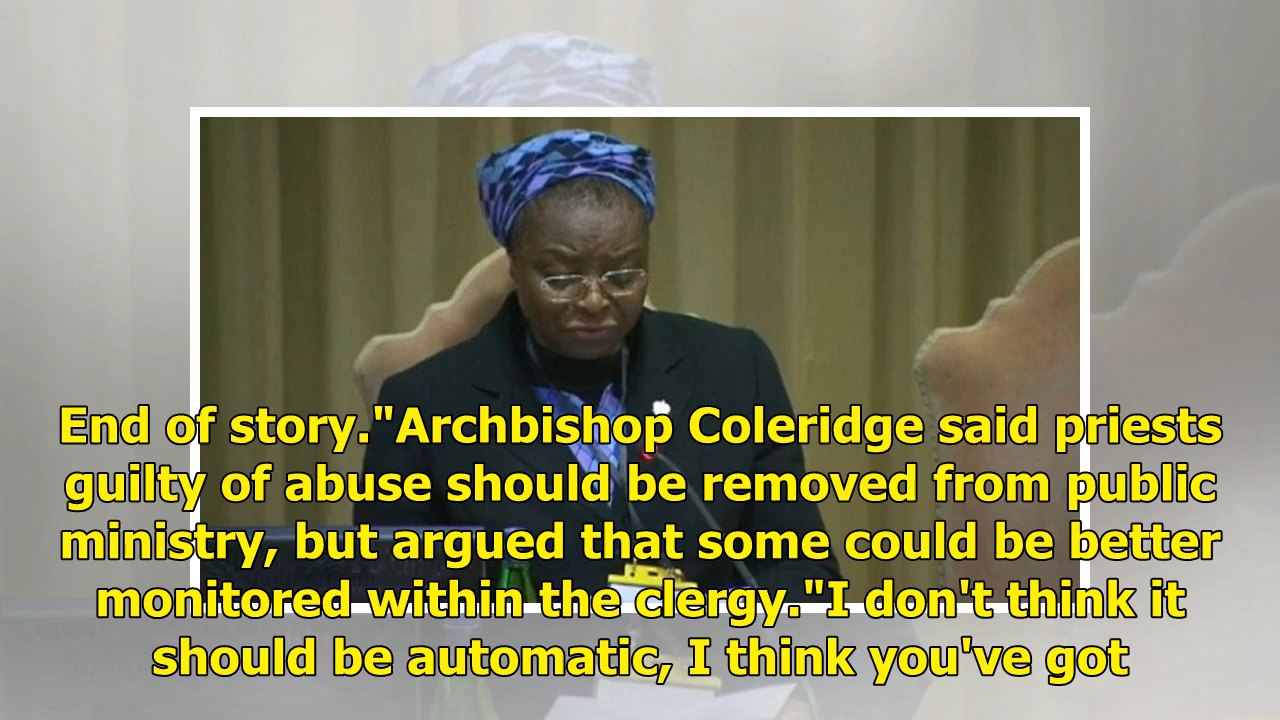 End of story."Archbishop Coleridge said priests
guilty of abuse should be removed from public
ministry, but argued that some could be better
monitored within the clergy."I don't think it
should be automatic, I think you've got